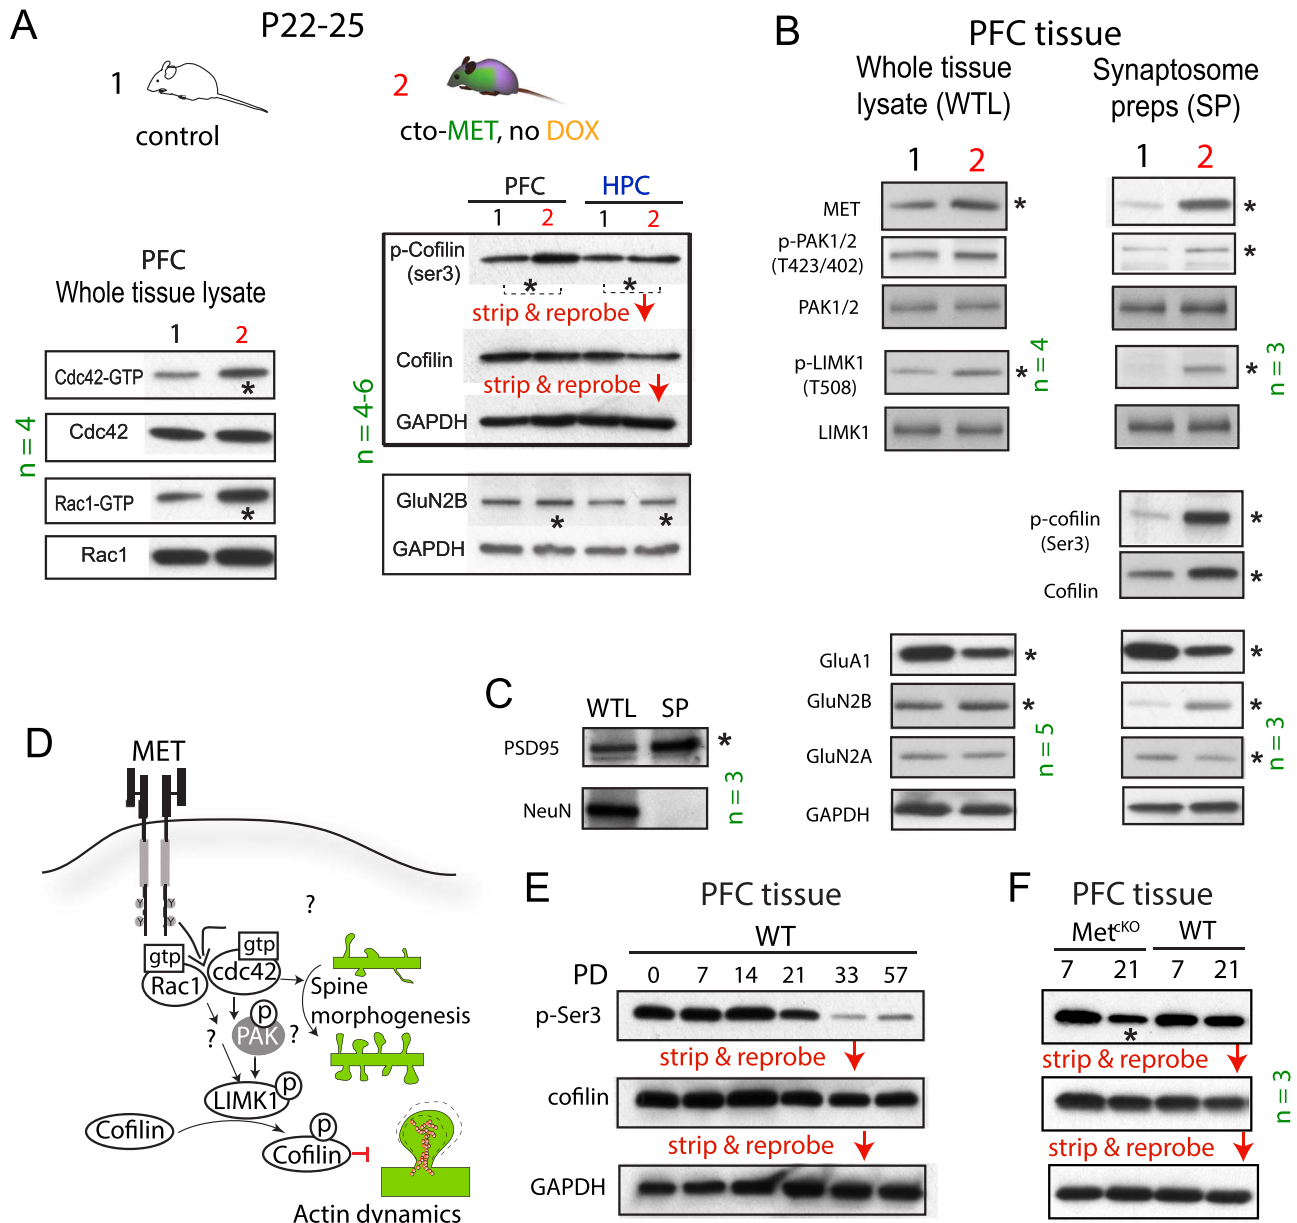 A
P22-25
1
control
2
cto-MET, no DOX
PFC
Whole tissue lysate
1 2
Cdc42-GTP
*
Cdc42
Rac1-GTP
*
Rac1
n = 4
PFC HPC
1 2 1 2
p-Cofilin
(ser3)
* *
strip & reprobe
Cofilin
strip & reprobe
GAPDH
n = 4-6
GluN2B
* *
GAPDH
B
PFC tissue
Whole tissue
lysate (WTL)
Synaptosome
preps (SP)
1 2 1 2
MET * *
p-PAK1/2
(T423/402) *
PAK1/2
p-LIMK1
(T508) * *
n = 4
n = 3
LIMK1
p-cofilin
(Ser3) *
Cofilin *
GluA1 * *
GluN2B * *
GluN2A *
n = 5
n = 3
GAPDH
C
WTL SP
PSD95 *
NeuN
n = 3
D
MET
Y Y
Y Y
?
gtp gtp
Rac1 cdc42
Spine
morphogenesis
? p ?
PAK
LIMK1 p
Cofilin
p
Cofilin
Actin dynamics
E
PFC tissue
WT
PD 0 7 14 21 33 57
p-Ser3
strip & reprobe
cofilin
strip & reprobe
GAPDH
F
PFC tissue
MetcKO WT
7 21 7 21
*
strip & reprobe
strip & reprobe
n = 3